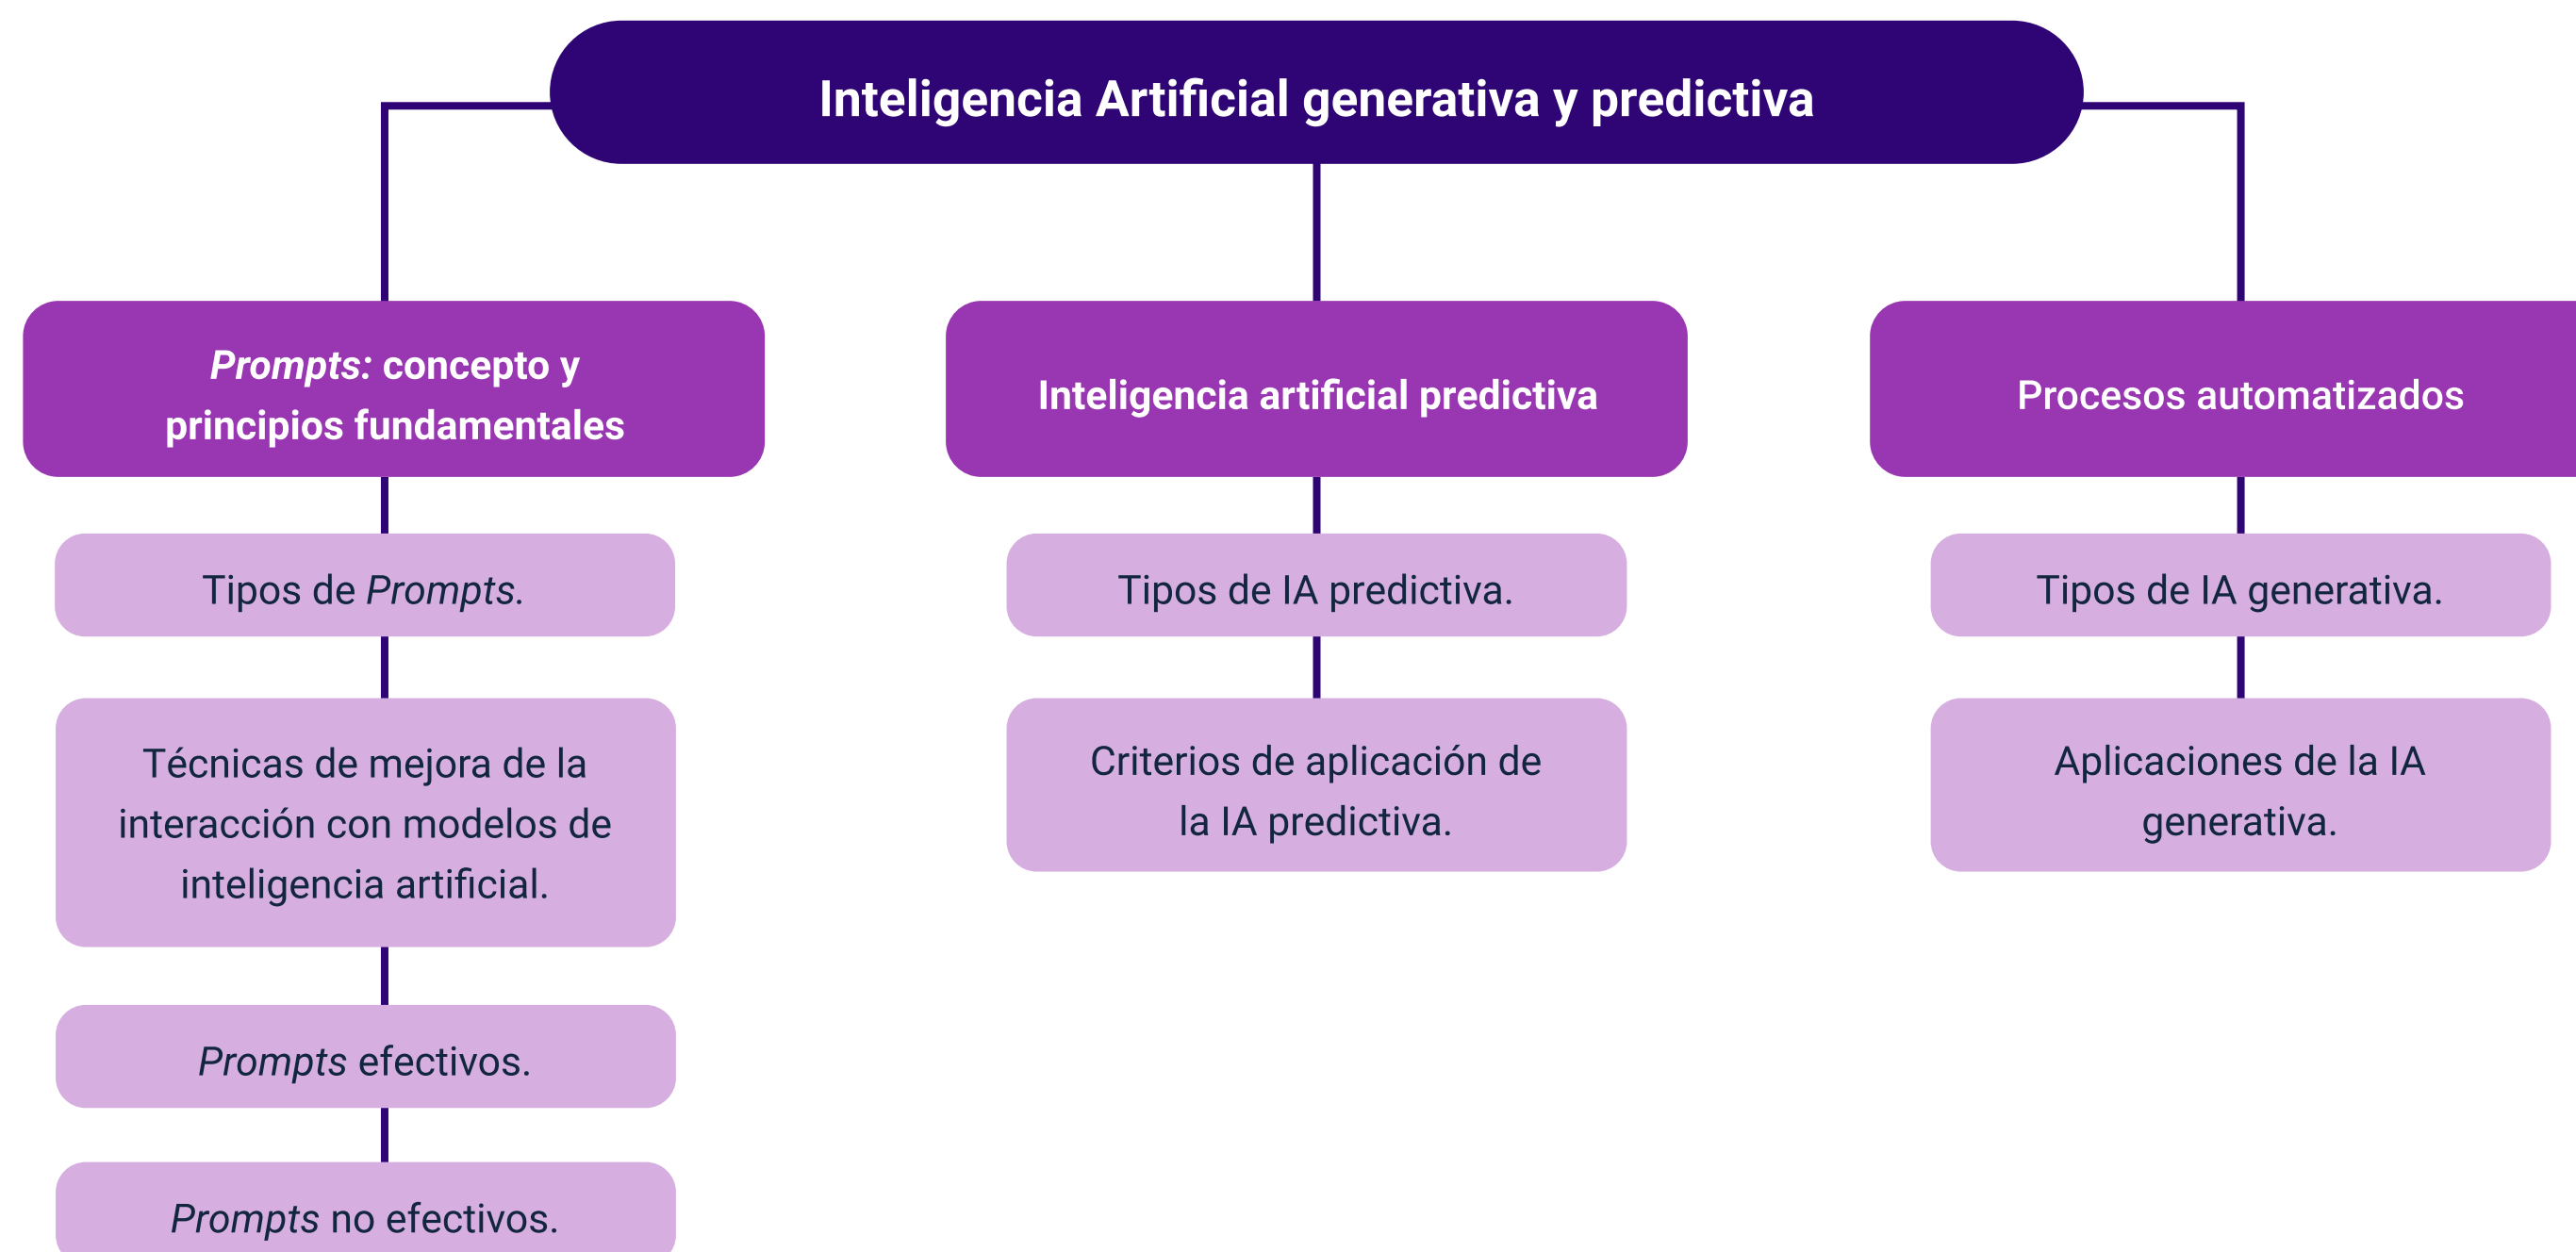 Inteligencia Artificial generativa y predictiva
Prompts: concepto y
principios fundamentales
Tipos de Prompts.
Técnicas de mejora de la
interacción con modelos de
inteligencia artificial.
Prompts efectivos.
Prompts no efectivos.
Inteligencia artificial predictiva
Tipos de IA predictiva.
Criterios de aplicación de
la IA predictiva.
Procesos automatizados
Tipos de IA generativa.
Aplicaciones de la IA
generativa.